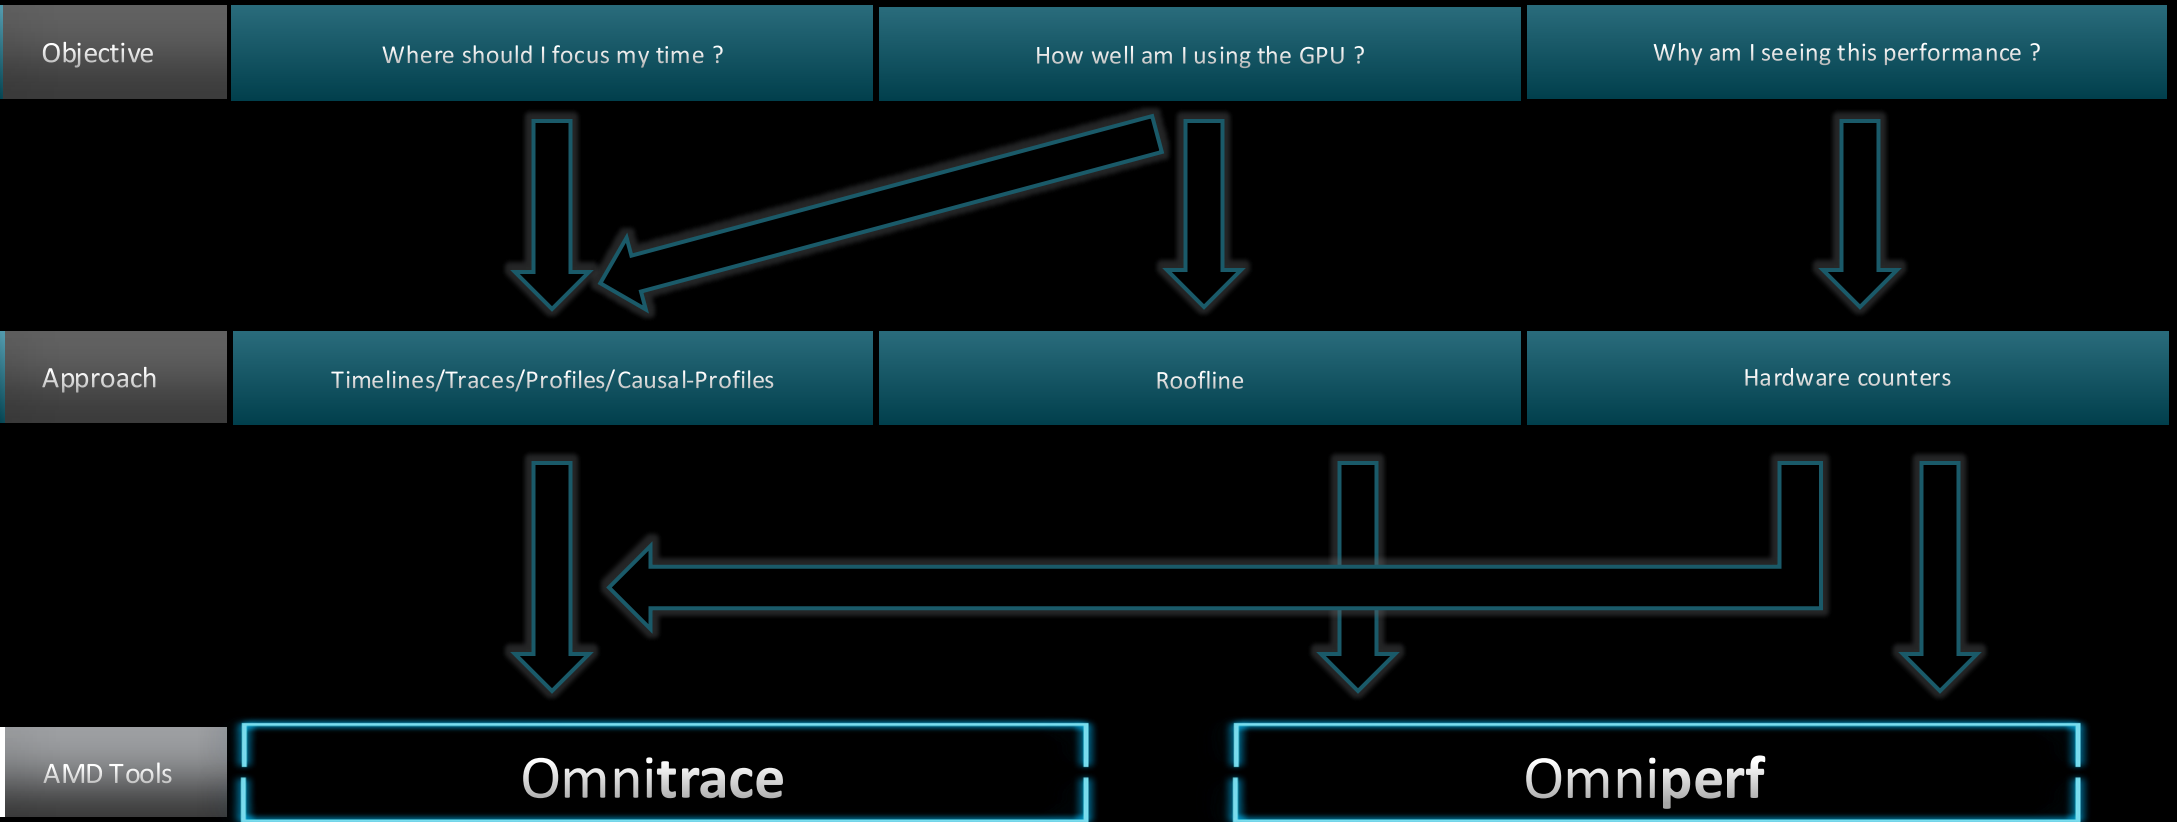 Objective
Where should I focus my time ?
How well am I using the GPU ?
Why am I seeing this performance ?
Approach
Timelines/Traces/Profiles/Causal-Profiles
Roofline
Hardware counters
AMD Tools
Omnitrace
Omniperf